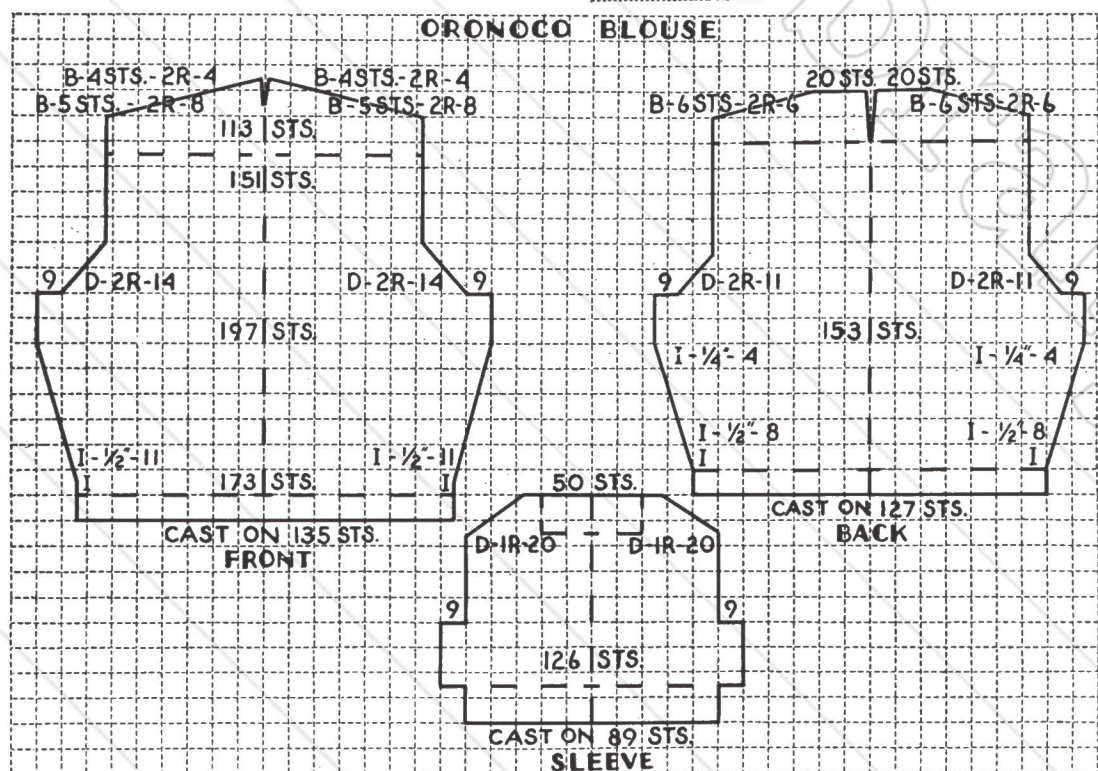 ORONOCO BLOUSE
B-4STS.-2R-4
B-4STS-2R-4
B-5STS.-2R-8
B-5STS-2R-8
113 STS.
151 STS.
9
D-2R-14
D-2R-14
9
197 STS.
I-½"-11
I-½"-11
I
173 STS.
I
CAST ON 135 STS.
FRONT
20 STS
20STS.
B-6STS-2R-6
B-6STS-2R-6
9
D-2R-11
D-2R-11
9
153 STS.
I-¼"-4
I-¼"-4
I-½"-8
I-½"-8
I
I
CAST ON 127 STS.
BACK
50 STS.
D-1R-20
D-1R-20
9
9
126 STS.
CAST ON 89 STS.
SLEEVE